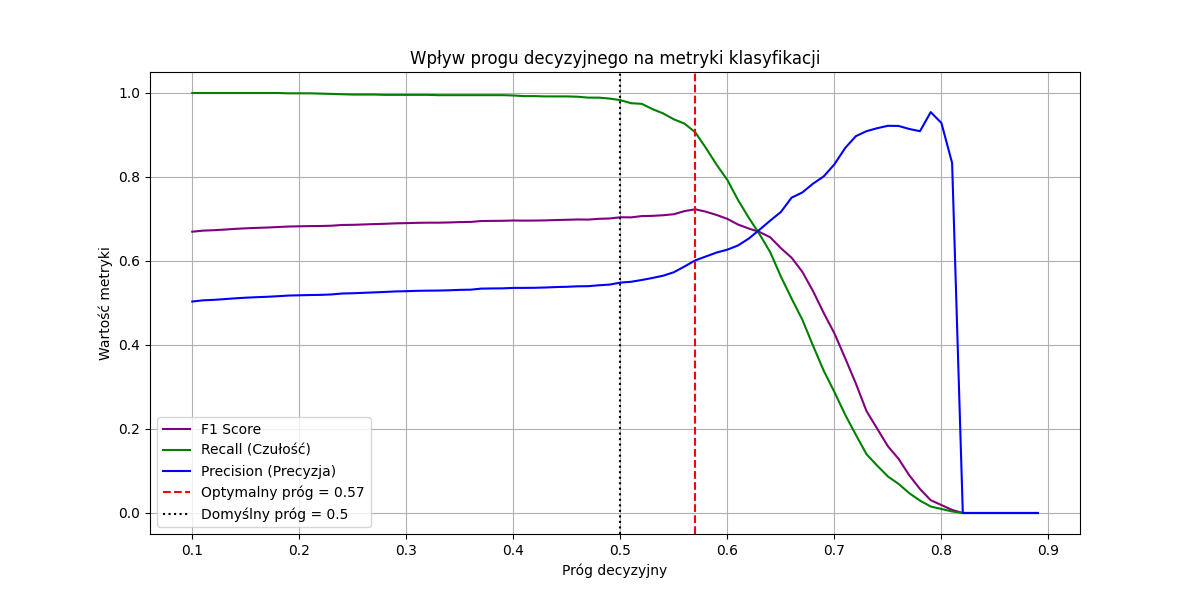 Wpływ progu decyzyjnego na metryki klasyfikacji
1.0
0.8
0.6
0.4
0.2
0.0
Wartość metryki
F1 Score
Recall (Czułość)
Precision (Precyzja)
Optymalny próg = 0.57
Domyślny próg = 0.5
0.1 0.2 0.3 0.4 0.5 0.6 0.7 0.8 0.9
Próg decyzyjny